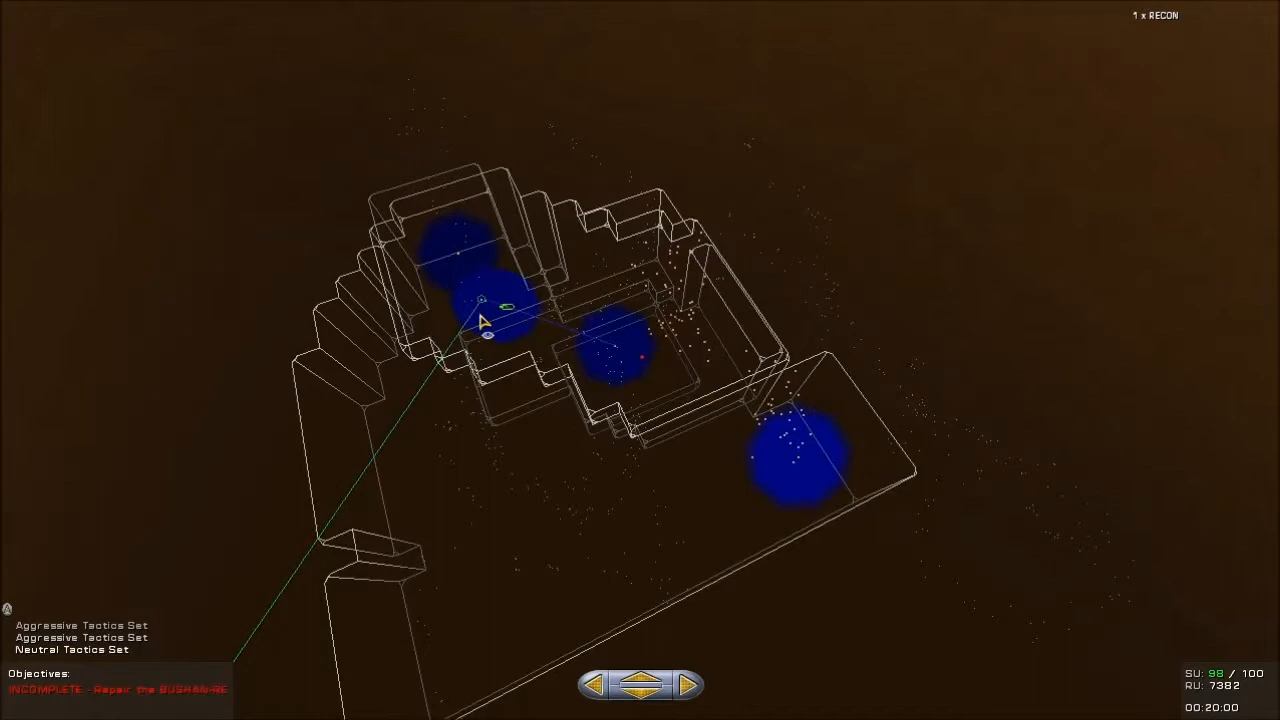 1 x RECON
Aggressive Tactics Set
Aggressive Tactics Set
Neutral Tactics Set
Objectives:
INCOMPLETE - Repair the BUSHAN-RE
SU: 98 / 100
RU: 7382
00:20:00